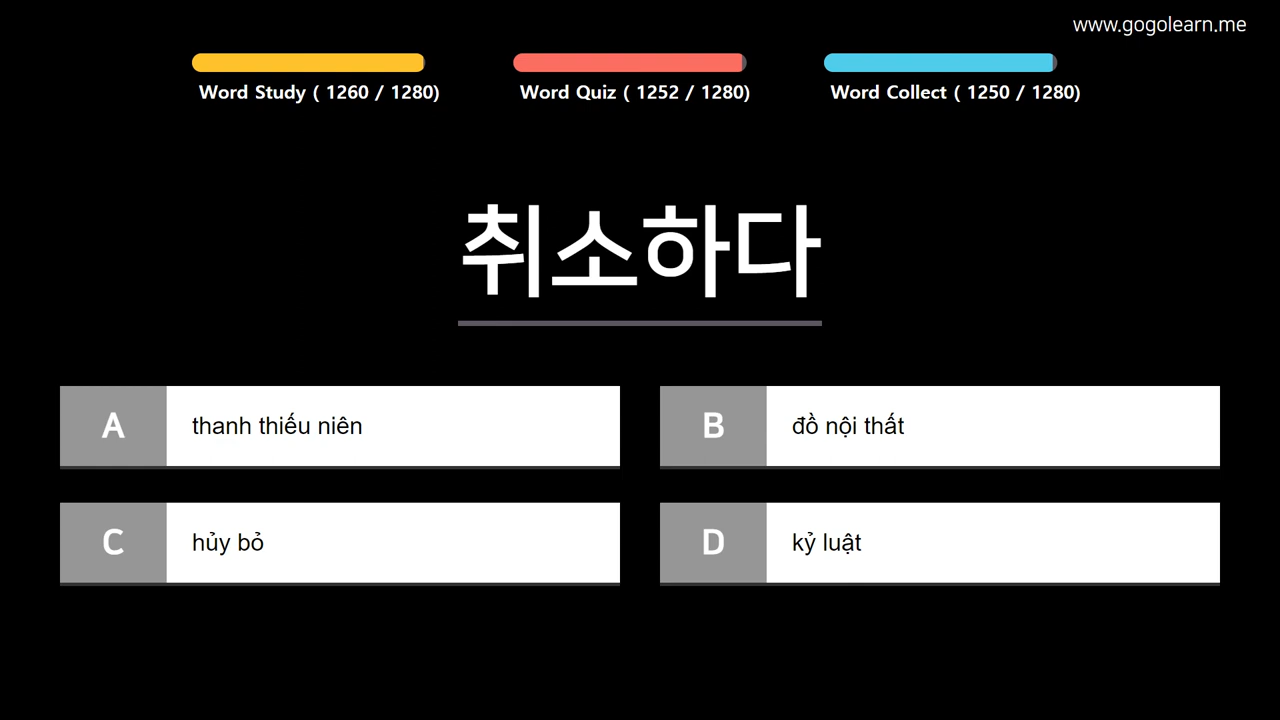 www.gogolearn.me
Word Study ( 1260 / 1280)
Word Quiz ( 1252 / 1280)
Word Collect ( 1250 / 1280)
취소하다
A thanh thiếu niên
B đồ nội thất
C hủy bỏ
D kỷ luật